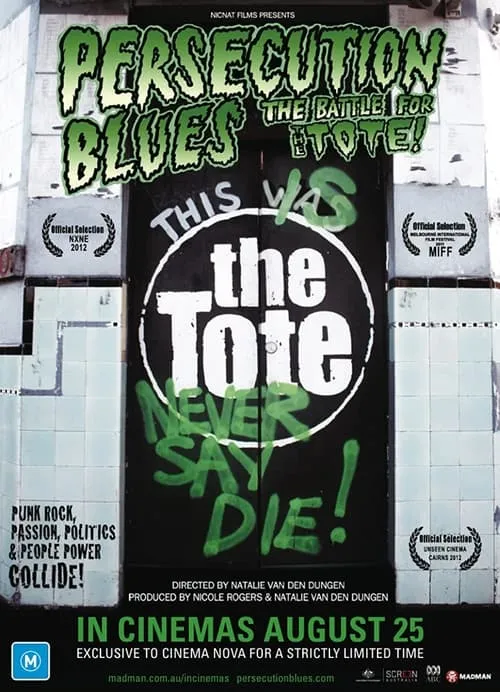 NICNAT FILMS PRESENTS
PERSECUTION
BLUES THE BATTLE FOR
THE TOTE!
THIS WAS
IS
Official Selection
NXNE
2012
Official Selection
MELBOURNE INTERNATIONAL
FILM FESTIVAL
2011
MIFF
the
Tote
NEVER
SAY
DIE!
PUNK ROCK,
PASSION, POLITICS
& PEOPLE POWER
COLLIDE!
Official Selection
UNSEEN CINEMA
CAIRNS 2012
DIRECTED BY NATALIE VAN DEN DUNGEN
PRODUCED BY NICOLE ROGERS & NATALIE VAN DEN DUNGEN
IN CINEMAS AUGUST 25
EXCLUSIVE TO CINEMA NOVA FOR A STRICTLY LIMITED TIME
M
madman.com.au/incinemas persecutionblues.com
SCREEN
AUSTRALIA
ABC
MADMAN